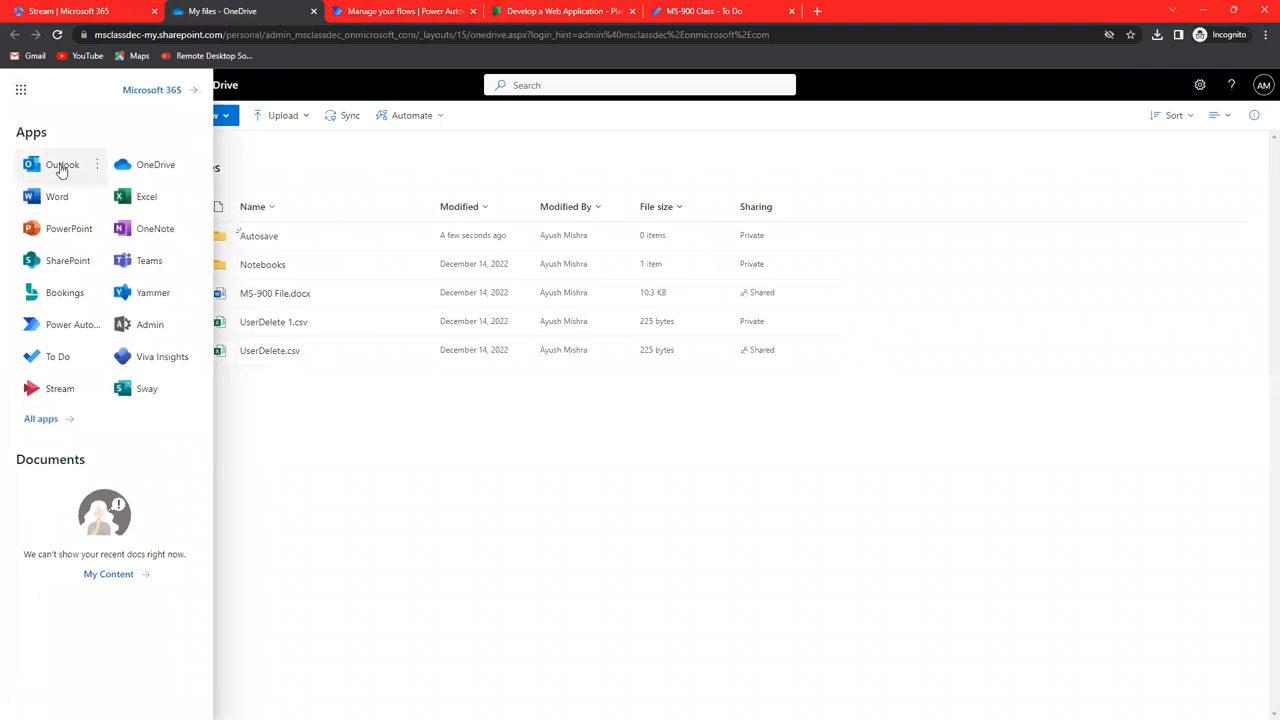 Stream | Microsoft 365
My files - OneDrive
Manage your flows | Power Auto
Develop a Web Application - Pla
MS-900 Class - To Do
msclassdec-my.sharepoint.com/personal/admin_msclassdec_onmicrosoft_com/_layouts/15/onedrive.aspx?login_hint=admin%40msclassdec%2Eonmicrosoft%2Ecom
Incognito
Gmail
YouTube
Maps
Remote Desktop So...
Microsoft 365
Drive
Search
AM
w
Upload
Sync
Automate
Sort
Apps
Outlook
OneDrive
Word
Excel
PowerPoint
OneNote
SharePoint
Teams
Bookings
Yammer
Power Auto...
Admin
To Do
Viva Insights
Stream
Sway
All apps
Documents
We can't show your recent docs right now.
My Content
es
Name Modified Modified By File size Sharing
Autosave A few seconds ago Ayush Mishra 0 items Private
Notebooks December 14, 2022 Ayush Mishra 1 item Private
MS-900 File.docx December 14, 2022 Ayush Mishra 10.3 KB Shared
UserDelete 1.csv December 14, 2022 Ayush Mishra 225 bytes Private
UserDelete.csv December 14, 2022 Ayush Mishra 225 bytes Shared